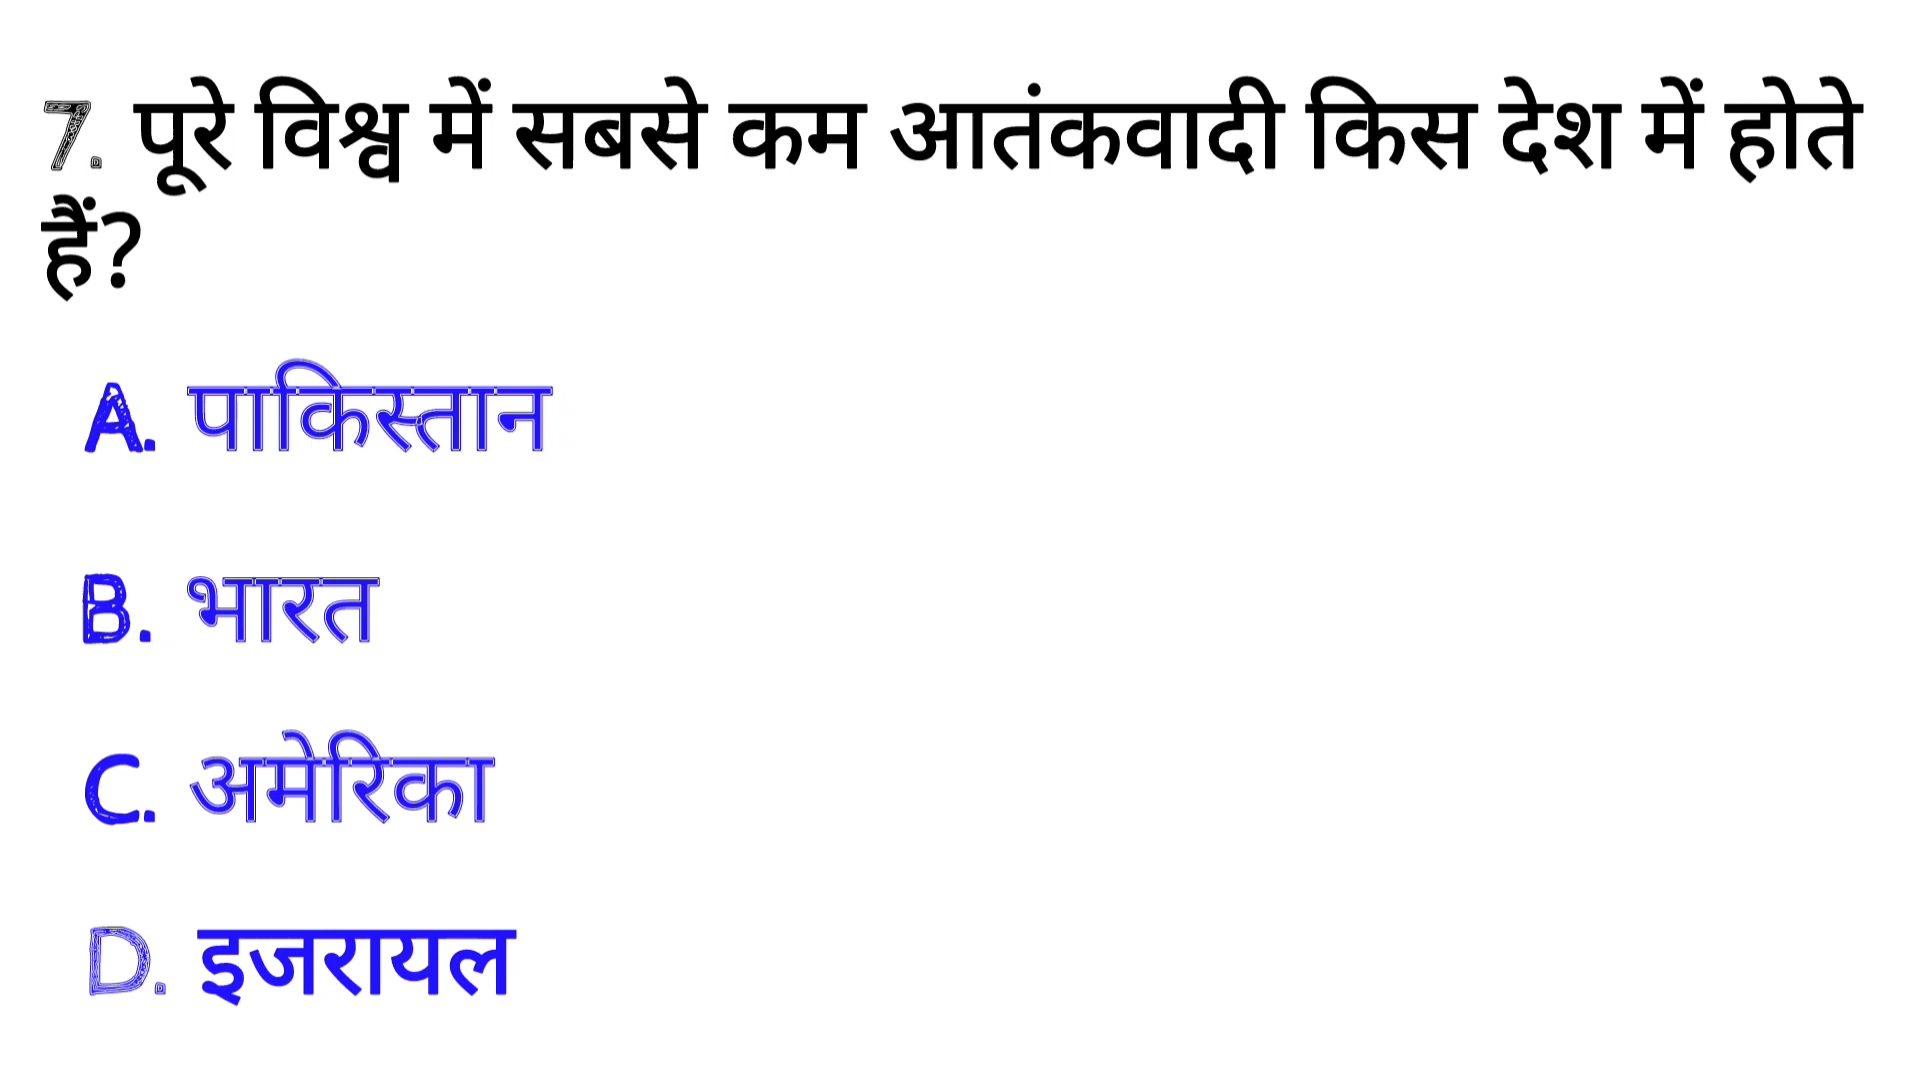 7. पूरे विश्व में सबसे कम आतंकवादी किस देश में होते
हैं?
A. पाकिस्तान
B. भारत
C. अमेरिका
D. इजरायल